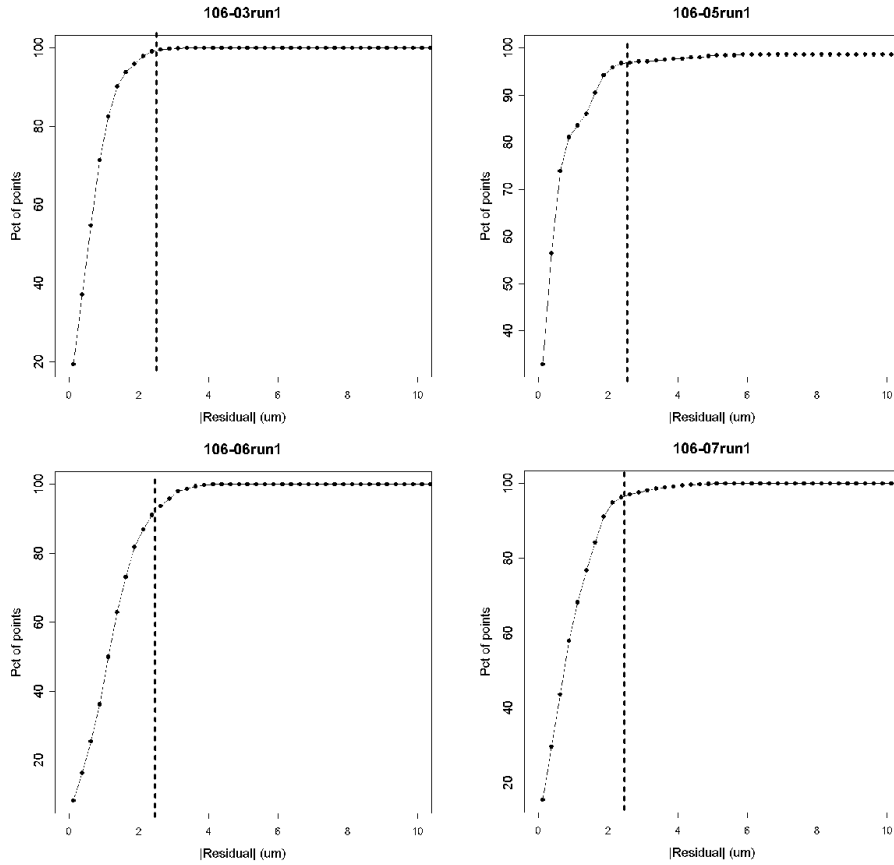 106-03run1
Pct of points
100
80
60
40
20
0 2 4 6 8 10
|Residual| (um)
106-05run1
Pct of points
100
90
80
70
60
50
40
0 2 4 6 8 10
|Residual| (um)
106-06run1
Pct of points
100
80
60
40
20
0 2 4 6 8 10
|Residual| (um)
106-07run1
Pct of points
100
80
60
40
20
0 2 4 6 8 10
|Residual| (um)